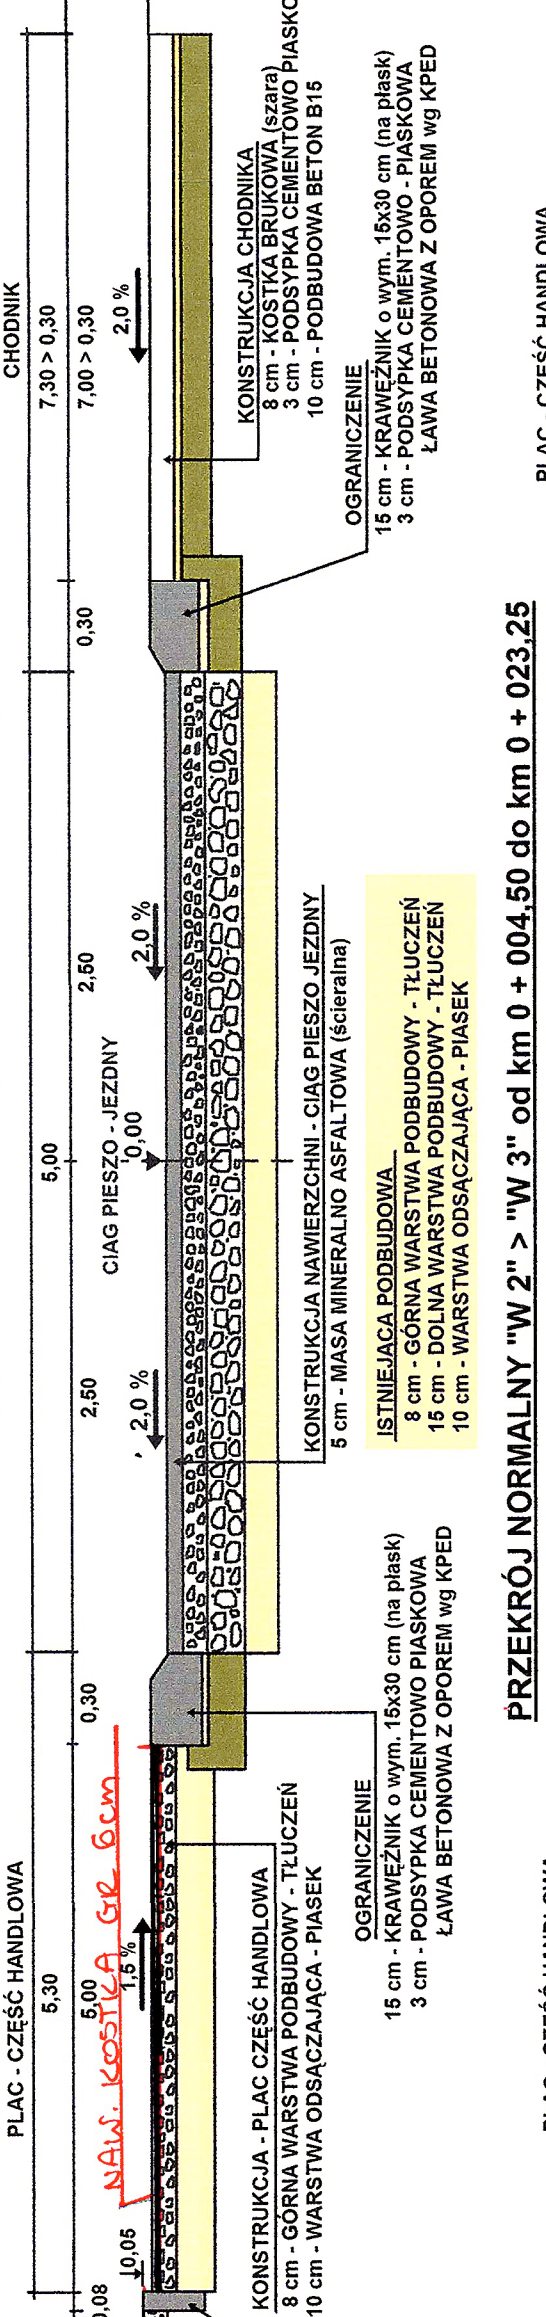 PLAC - CZĘŚĆ HANDLOWA
5,30
5,00
0,30
0,08
0,05
1,5 %
NAW. KOSTKA GR 6cm
KONSTRUKCJA - PLAC CZĘŚĆ HANDLOWA
8 cm - GÓRNA WARSTWA PODBUDOWY - TŁUCZEŃ
10 cm - WARSTWA ODSĄCZAJĄCA - PIASEK
OGRANICZENIE
15 cm - KRAWĘŻNIK o wym. 15x30 cm (na płask)
3 cm - PODSYPKA CEMENTOWO PIASKOWA
ŁAWA BETONOWA Z OPOREM wg KPED
5,00
2,50
2,50
CIĄG PIESZO - JEZDNY
0,00
2,0 %
2,0 %
KONSTRUKCJA NAWIERZCHNI - CIĄG PIESZO JEZDNY
5 cm - MASA MINERALNO ASFALTOWA (ścieralna)
ISTNIEJĄCA PODBUDOWA
8 cm - GÓRNA WARSTWA PODBUDOWY - TŁUCZEŃ
15 cm - DOLNA WARSTWA PODBUDOWY - TŁUCZEŃ
10 cm - WARSTWA ODSĄCZAJĄCA - PIASEK
CHODNIK
7,30 > 0,30
0,30
7,00 > 0,30
2,0 %
KONSTRUKCJA CHODNIKA
8 cm - KOSTKA BRUKOWA (szara)
3 cm - PODSYPKA CEMENTOWO PIASKO
10 cm - PODBUDOWA BETON B15
OGRANICZENIE
15 cm - KRAWĘŻNIK o wym. 15x30 cm (na płask)
3 cm - PODSYPKA CEMENTOWO - PIASKOWA
ŁAWA BETONOWA Z OPOREM wg KPED
PRZEKRÓJ NORMALNY "W 2" > "W 3" od km 0 + 004,50 do km 0 + 023,25